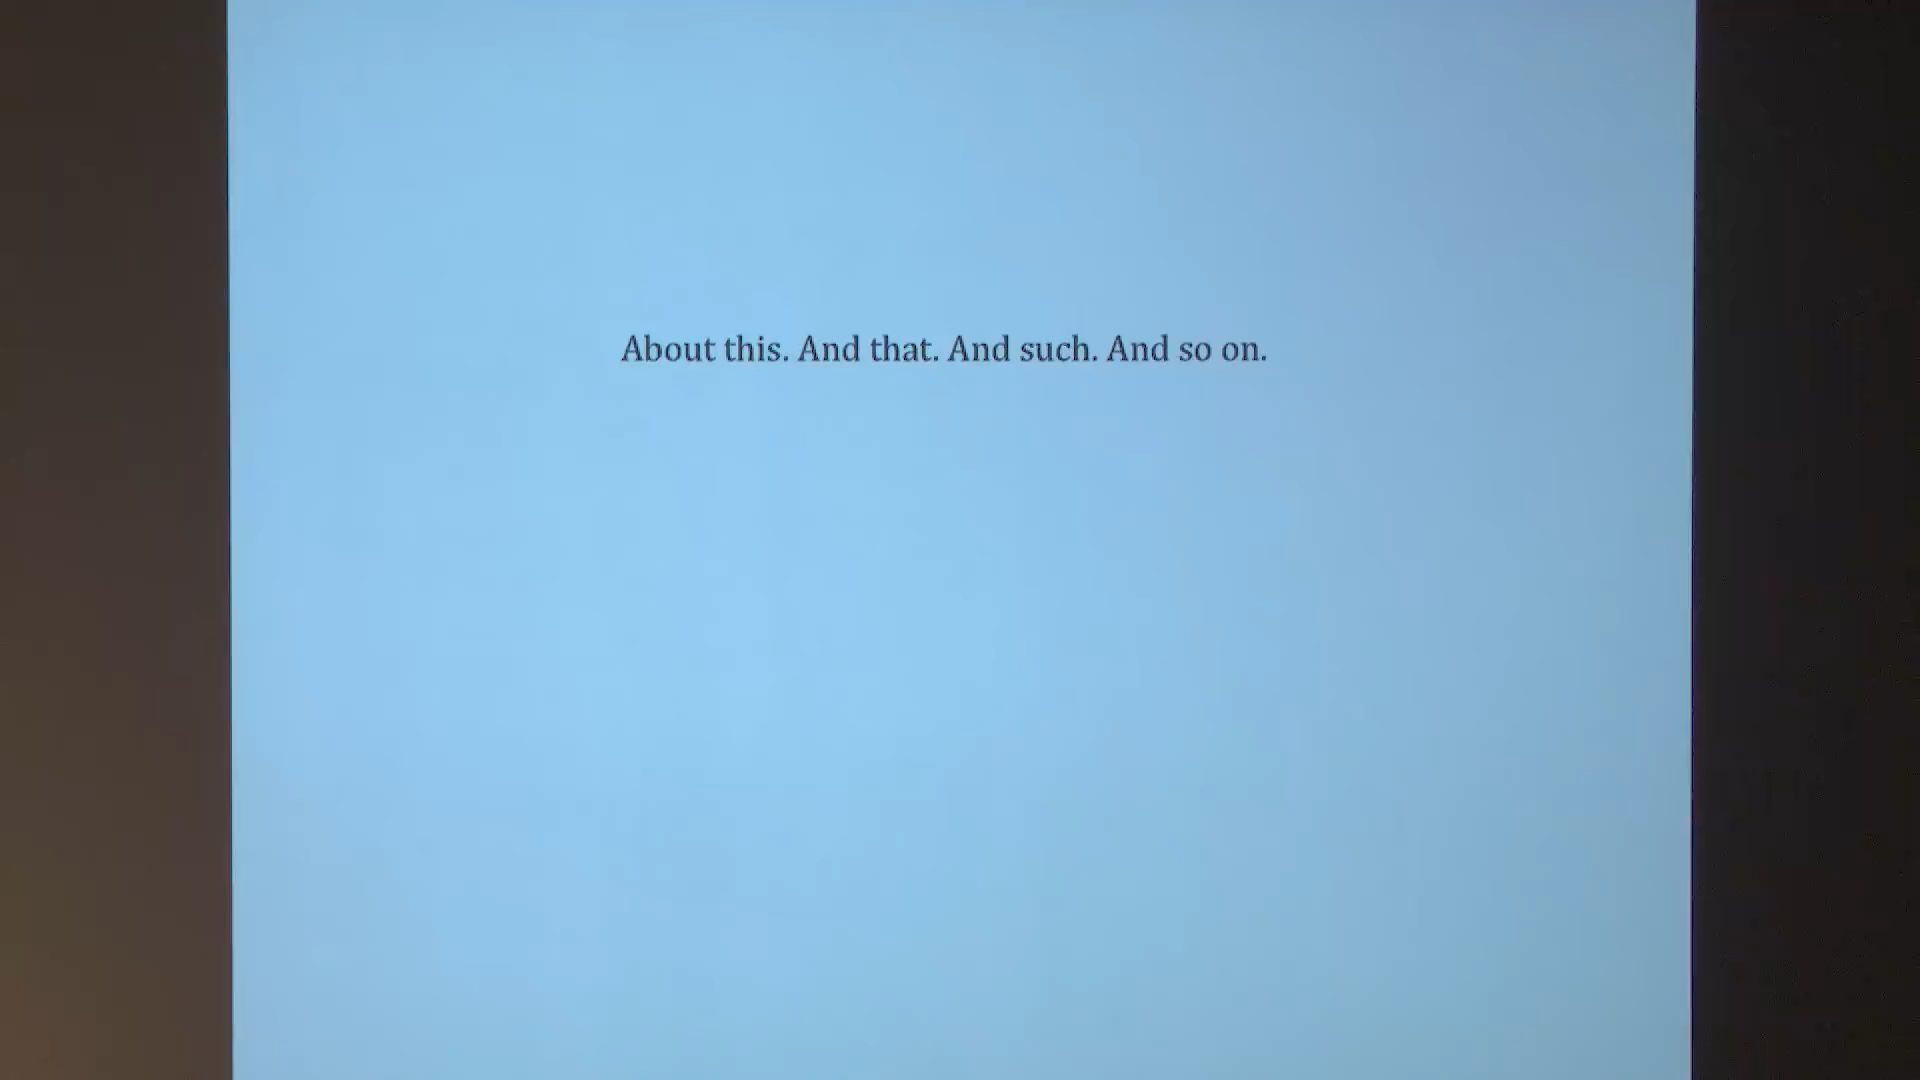 About this. And that. And such. And so on.